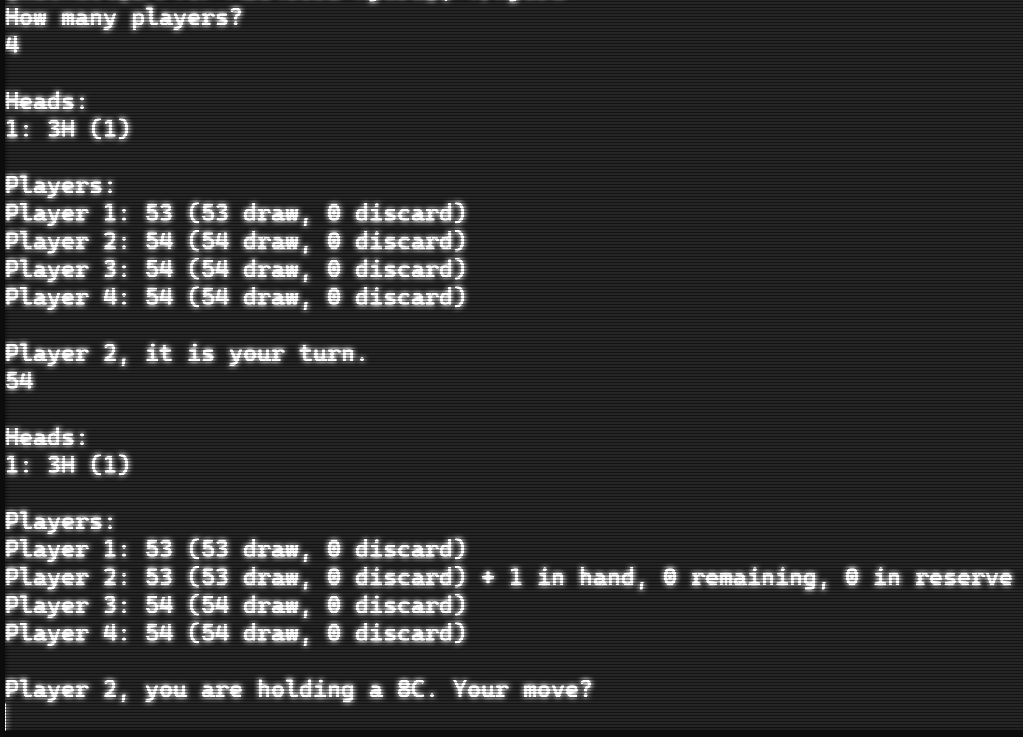 How many players?
4
Heads:
1: 3H (1)
Players:
Player 1: 53 (53 draw, 0 discard)
Player 2: 54 (54 draw, 0 discard)
Player 3: 54 (54 draw, 0 discard)
Player 4: 54 (54 draw, 0 discard)
Player 2, it is your turn.
54
Heads:
1: 3H (1)
Players:
Player 1: 53 (53 draw, 0 discard)
Player 2: 53 (53 draw, 0 discard) + 1 in hand, 0 remaining, 0 in reserve
Player 3: 54 (54 draw, 0 discard)
Player 4: 54 (54 draw, 0 discard)
Player 2, you are holding a 8C. Your move?